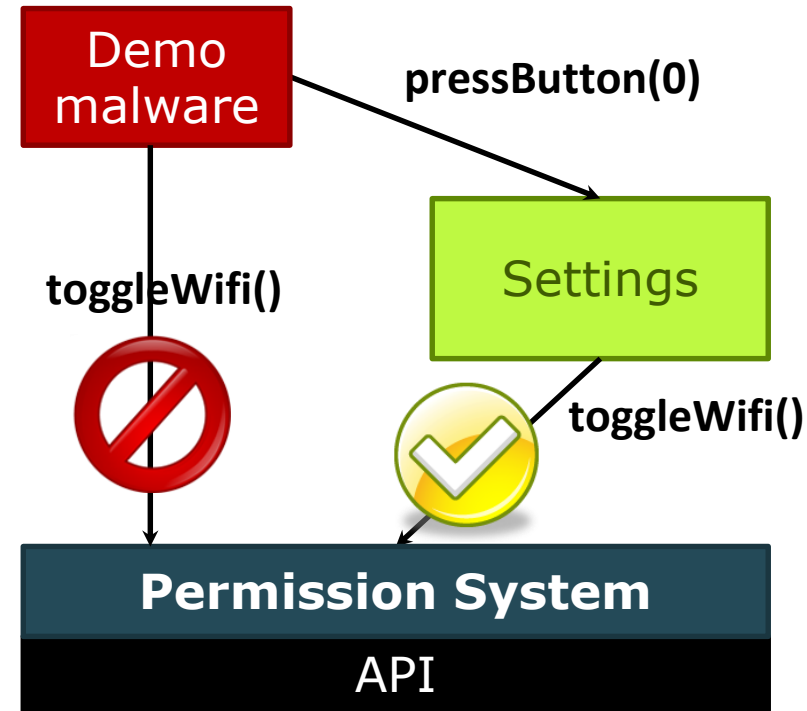 Demo
malware
pressButton(0)
toggleWifi()
Settings
toggleWifi()
Permission System
API